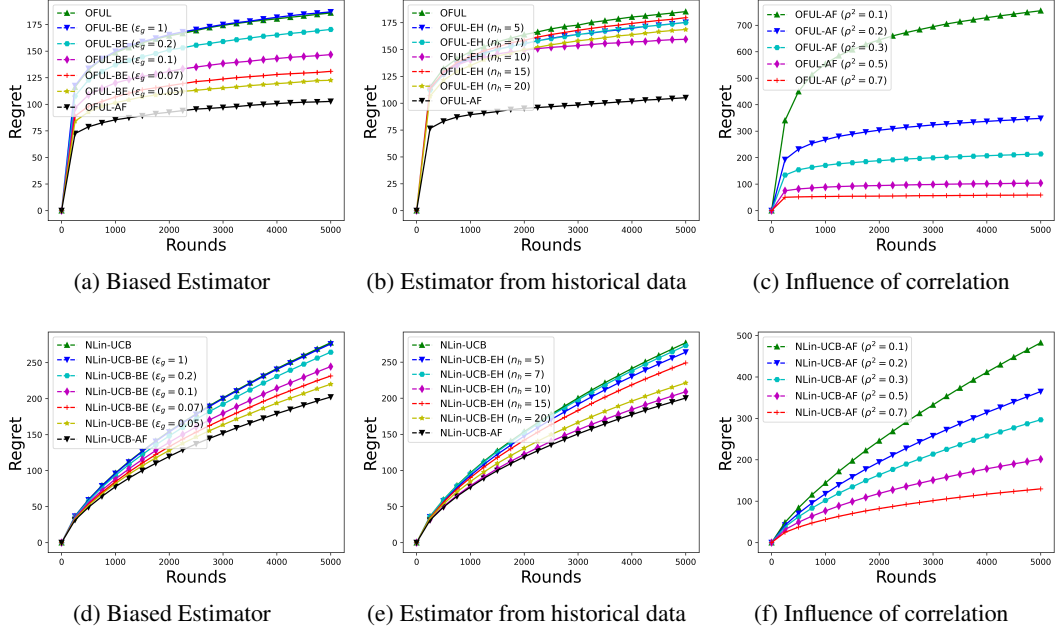 Regret
175
150
125
100
75
50
25
0
OFUL
OFUL-BE (ε_g = 1)
OFUL-BE (ε_g = 0.2)
OFUL-BE (ε_g = 0.1)
OFUL-BE (ε_g = 0.07)
OFUL-BE (ε_g = 0.05)
OFUL-AF
0 1000 2000 3000 4000 5000
Rounds
(a) Biased Estimator
Regret
175
150
125
100
75
50
25
0
OFUL
OFUL-EH (n_h = 5)
OFUL-EH (n_h = 7)
OFUL-EH (n_h = 10)
OFUL-EH (n_h = 15)
OFUL-EH (n_h = 20)
OFUL-AF
0 1000 2000 3000 4000 5000
Rounds
(b) Estimator from historical data
Regret
700
600
500
400
300
200
100
0
OFUL-AF (ρ² = 0.1)
OFUL-AF (ρ² = 0.2)
OFUL-AF (ρ² = 0.3)
OFUL-AF (ρ² = 0.5)
OFUL-AF (ρ² = 0.7)
0 1000 2000 3000 4000 5000
Rounds
(c) Influence of correlation
Regret
250
200
150
100
50
0
NLin-UCB
NLin-UCB-BE (ε_g = 1)
NLin-UCB-BE (ε_g = 0.2)
NLin-UCB-BE (ε_g = 0.1)
NLin-UCB-BE (ε_g = 0.07)
NLin-UCB-BE (ε_g = 0.05)
NLin-UCB-AF
0 1000 2000 3000 4000 5000
Rounds
(d) Biased Estimator
Regret
250
200
150
100
50
0
NLin-UCB
NLin-UCB-EH (n_h = 5)
NLin-UCB-EH (n_h = 7)
NLin-UCB-EH (n_h = 10)
NLin-UCB-EH (n_h = 15)
NLin-UCB-EH (n_h = 20)
NLin-UCB-AF
0 1000 2000 3000 4000 5000
Rounds
(e) Estimator from historical data
Regret
500
400
300
200
100
0
NLin-UCB-AF (ρ² = 0.1)
NLin-UCB-AF (ρ² = 0.2)
NLin-UCB-AF (ρ² = 0.3)
NLin-UCB-AF (ρ² = 0.5)
NLin-UCB-AF (ρ² = 0.7)
0 1000 2000 3000 4000 5000
Rounds
(f) Influence of correlation